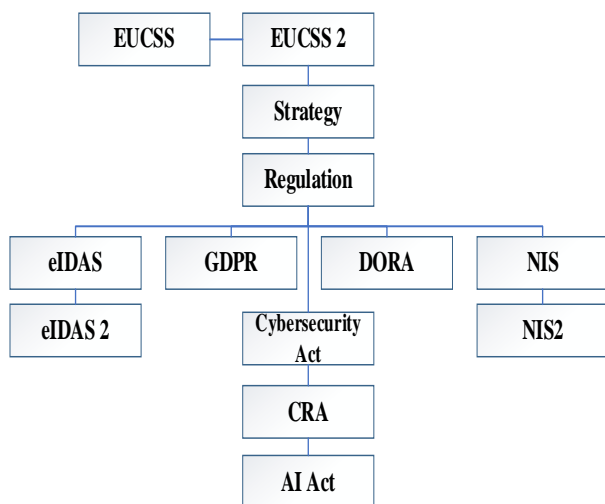 EUCSS
EUCSS 2
Strategy
Regulation
eIDAS
GDPR
DORA
NIS
eIDAS 2
Cybersecurity
Act
NIS2
CRA
AI Act